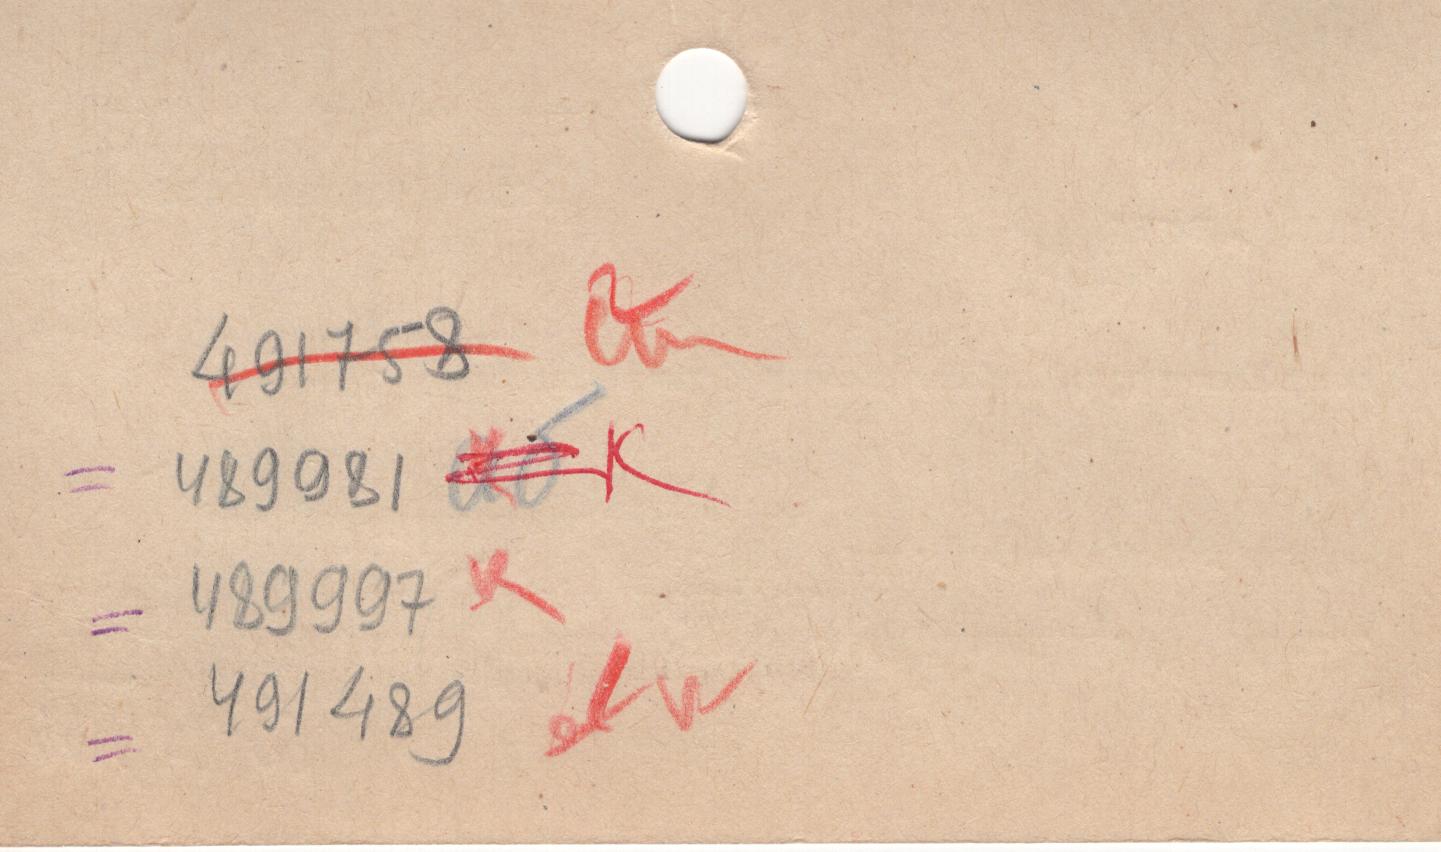 491758
= 489981 K
= 489997 K
= 491489